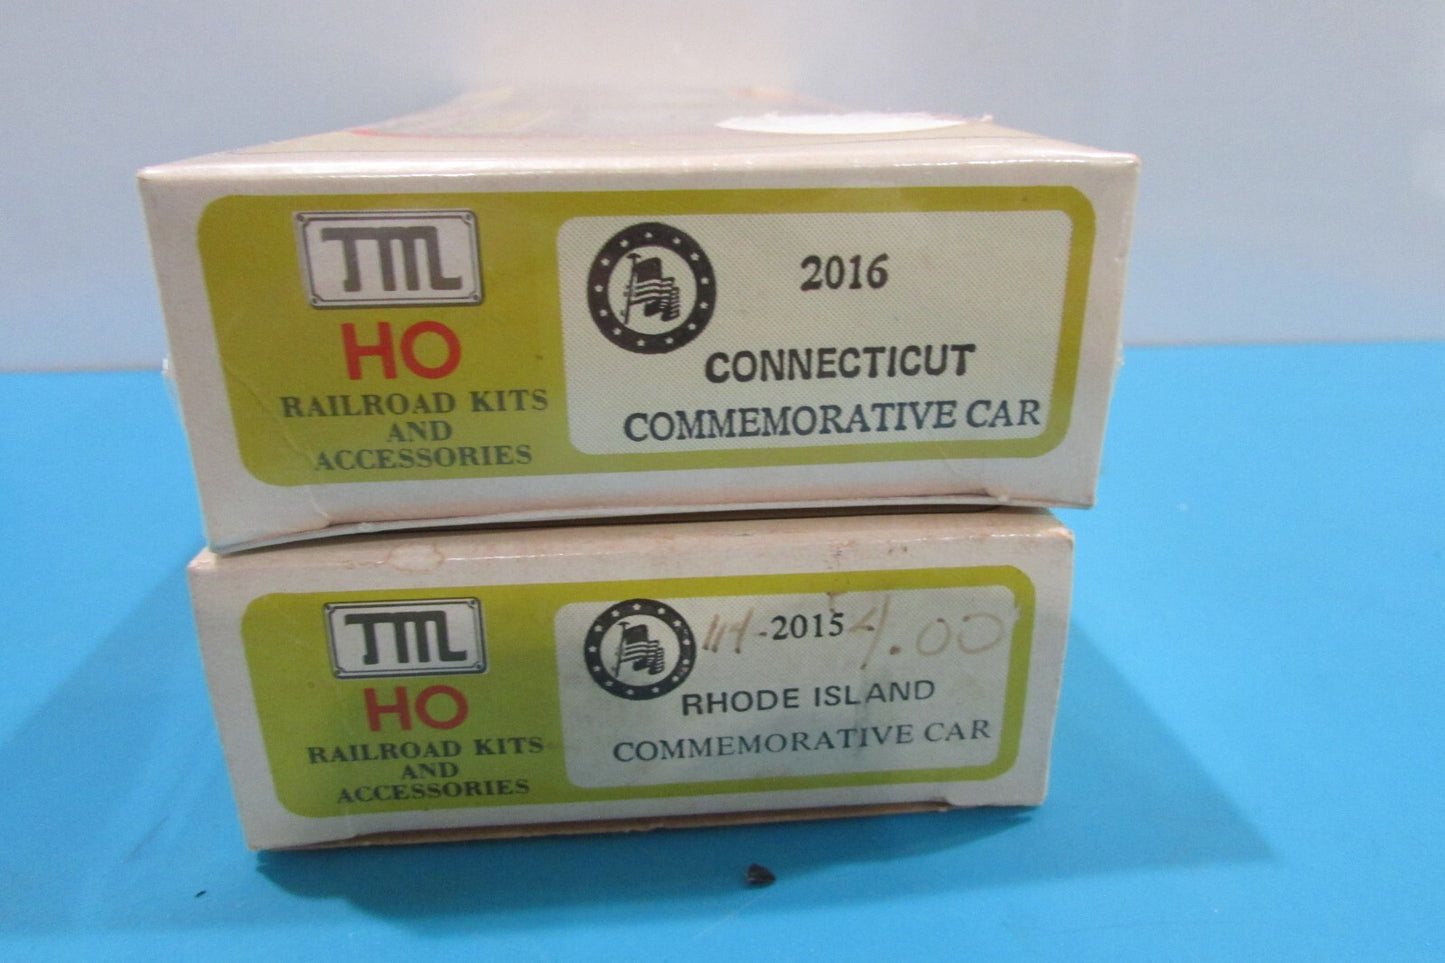 TM
HO
RAILROAD KITS
AND
ACCESSORIES
2016
CONNECTICUT
COMMEMORATIVE CAR
TM
HO
RAILROAD KITS
AND
ACCESSORIES
-2015- 4.00
RHODE ISLAND
COMMEMORATIVE CAR